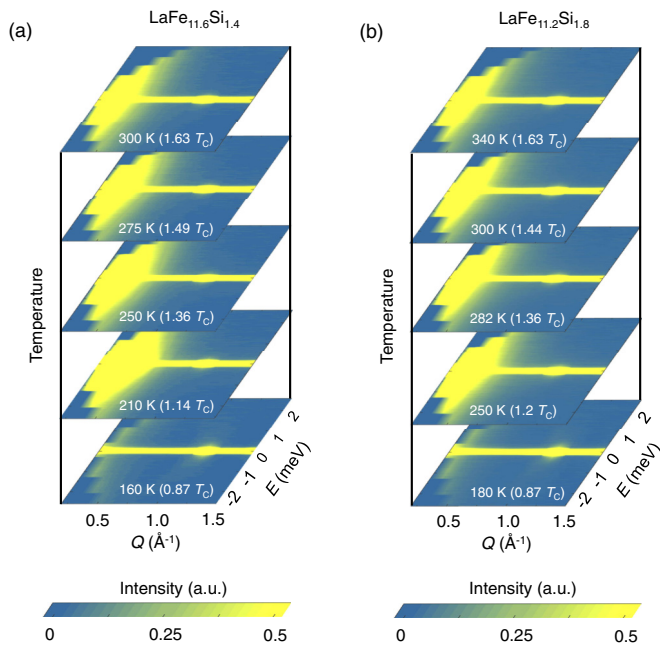 (a)
LaFe11.6Si1.4
300 K (1.63 TC)
275 K (1.49 TC)
250 K (1.36 TC)
210 K (1.14 TC)
160 K (0.87 TC)
Temperature
0.5 1.0 1.5
Q (Å-1)
-2 -1 0 1 2
E (meV)
Intensity (a.u.)
0 0.25 0.5
(b)
LaFe11.2Si1.8
340 K (1.63 TC)
300 K (1.44 TC)
282 K (1.36 TC)
250 K (1.2 TC)
180 K (0.87 TC)
Temperature
0.5 1.0 1.5
Q (Å-1)
-2 -1 0 1 2
E (meV)
Intensity (a.u.)
0 0.25 0.5